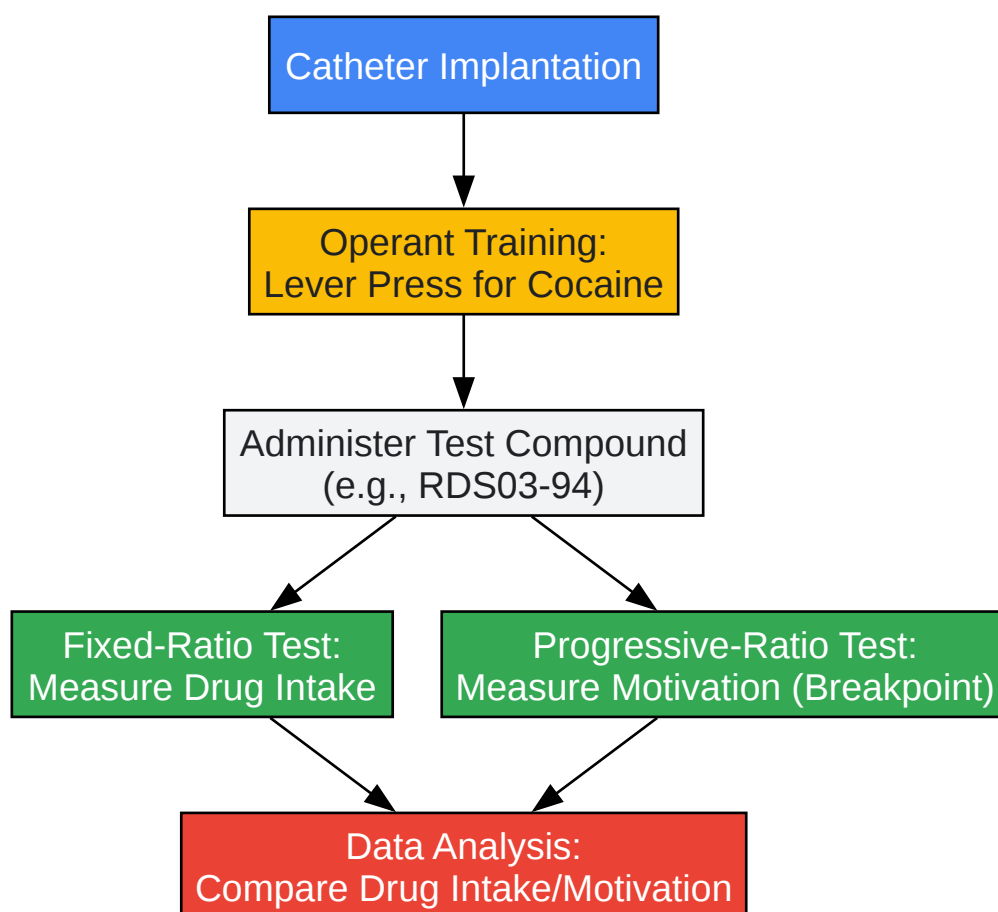 Catheter Implantation
Operant Training:
Lever Press for Cocaine
Administer Test Compound
(e.g., RDS03-94)
Fixed-Ratio Test:
Measure Drug Intake
Progressive-Ratio Test:
Measure Motivation (Breakpoint)
Data Analysis:
Compare Drug Intake/Motivation